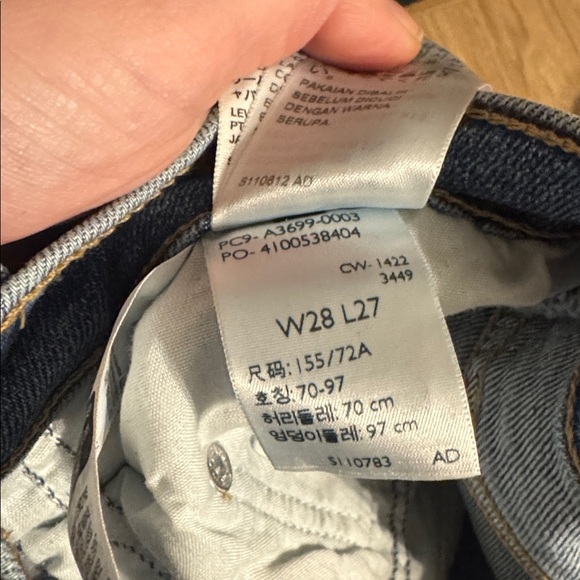 PAKAIAN DIBALIK
SEBELUM DICUCI
DENGAN WARNA
SERUPA.
S110812 AD
PC9- A3699-0003
PO- 4100538404
CW- 1422
3449
W28 L27
尺码: 155/72A
호칭: 70-97
허리둘레: 70 cm
엉덩이둘레: 97 cm
S110783 AD